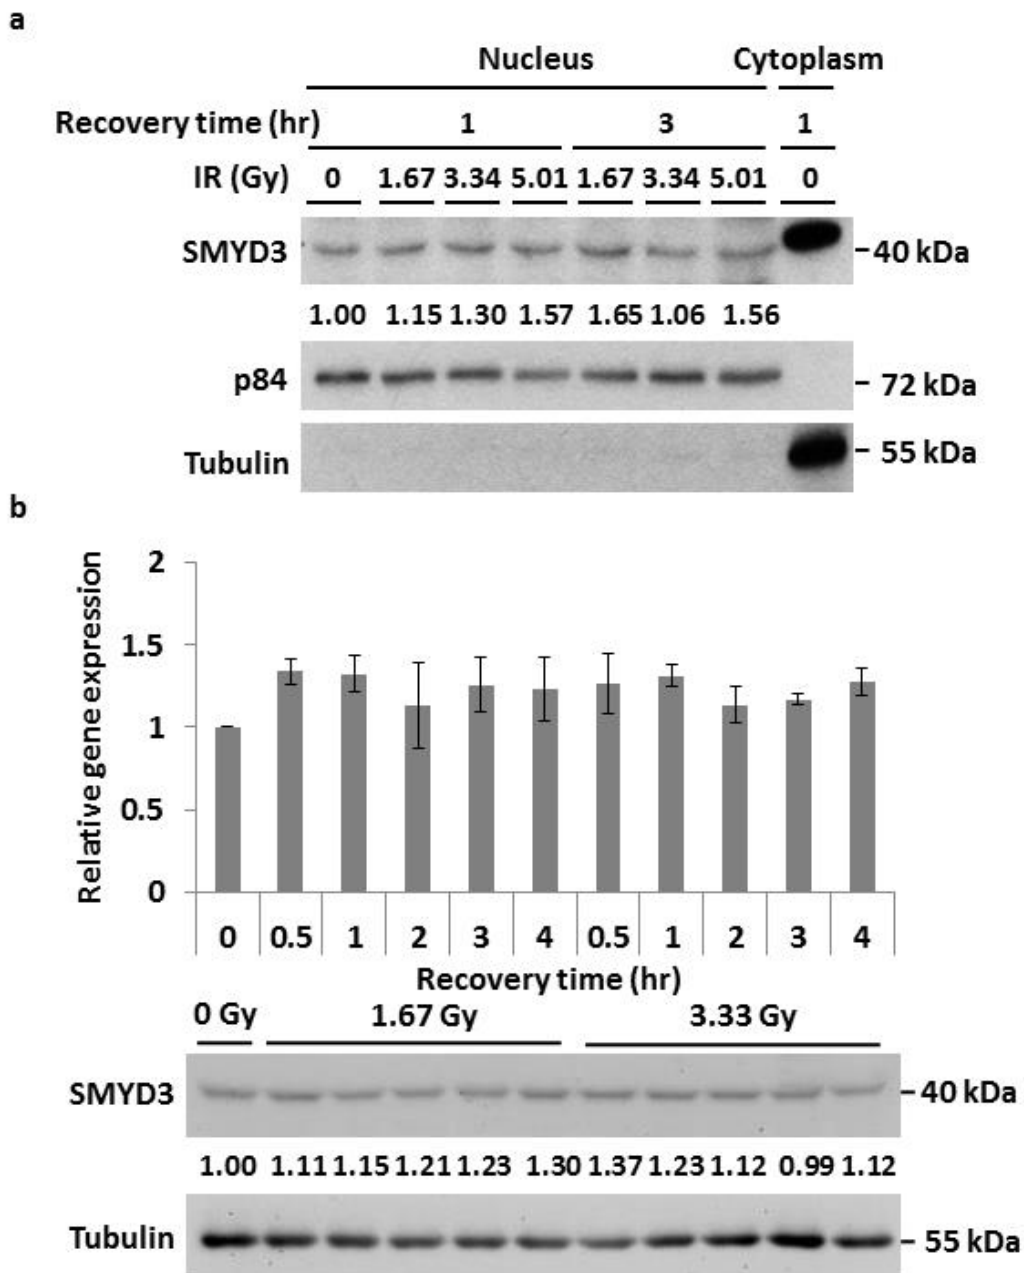 a
Nucleus Cytoplasm
Recovery time (hr) 1 3 1
IR (Gy) 0 1.67 3.34 5.01 1.67 3.34 5.01 0
SMYD3 40 kDa
1.00 1.15 1.30 1.57 1.65 1.06 1.56
p84 72 kDa
Tubulin 55 kDa
b
Relative gene expression
2
1.5
1
0.5
0
0 0.5 1 2 3 4 0.5 1 2 3 4
Recovery time (hr)
0 Gy 1.67 Gy 3.33 Gy
SMYD3 40 kDa
1.00 1.11 1.15 1.21 1.23 1.30 1.37 1.23 1.12 0.99 1.12
Tubulin 55 kDa